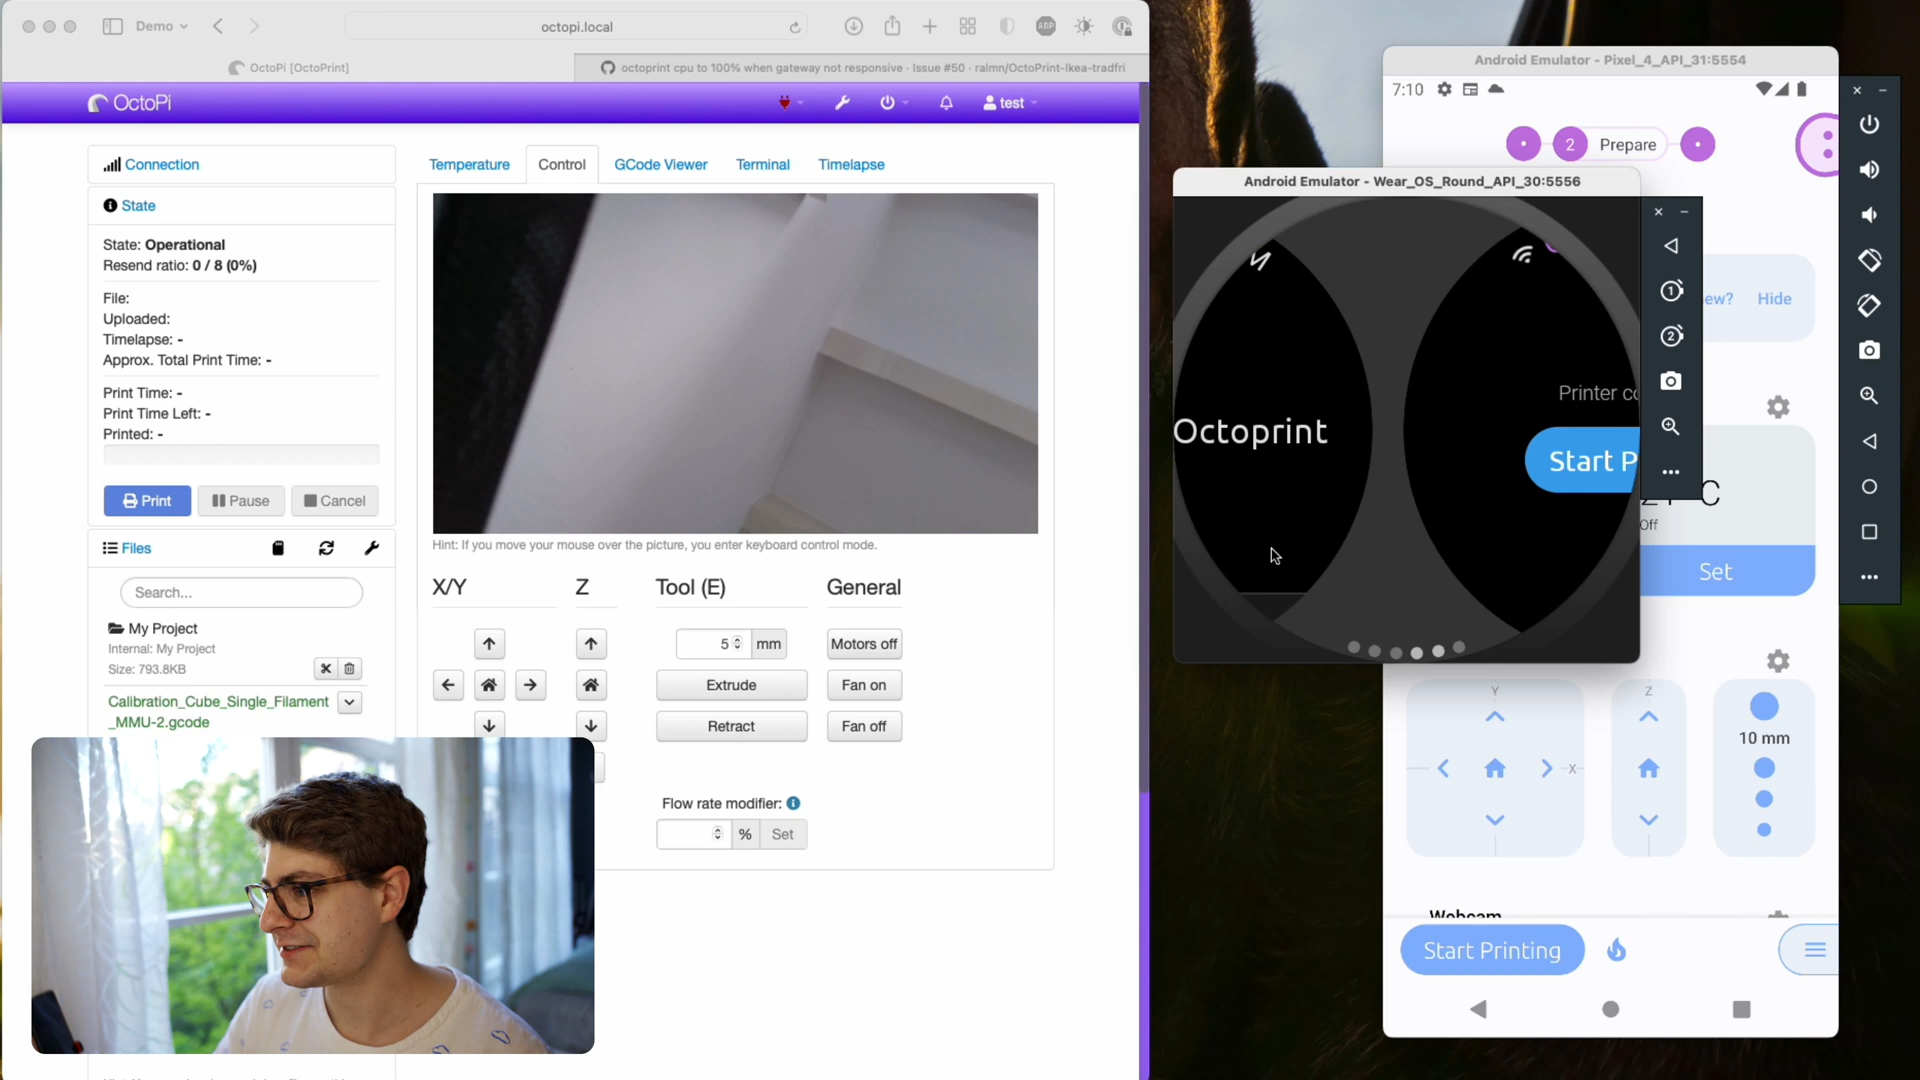 Demo
octopi.local
OctoPi [OctoPrint]
octoprint cpu to 100% when gateway not responsive · Issue #50 · ralmn/OctoPrint-Ikea-tradfri
OctoPi
test
Connection
State
State: Operational
Resend ratio: 0 / 8 (0%)
File:
Uploaded:
Timelapse: -
Approx. Total Print Time: -
Print Time: -
Print Time Left: -
Printed: -
Print
Pause
Cancel
Files
Search...
My Project
Internal: My Project
Size: 793.8KB
Calibration_Cube_Single_Filament
_MMU-2.gcode
Temperature
Control
GCode Viewer
Terminal
Timelapse
Hint: If you move your mouse over the picture, you enter keyboard control mode.
X/Y
Z
Tool (E)
General
5
mm
Motors off
Extrude
Fan on
Retract
Fan off
Flow rate modifier:
%
Set
Android Emulator - Wear_OS_Round_API_30:5556
Octoprint
Printer co
Start P
1
2
Android Emulator - Pixel_4_API_31:5554
7:10
2
Prepare
ew?
Hide
C
Off
Set
Y
X
Z
10 mm
Webcam
Start Printing
ABP